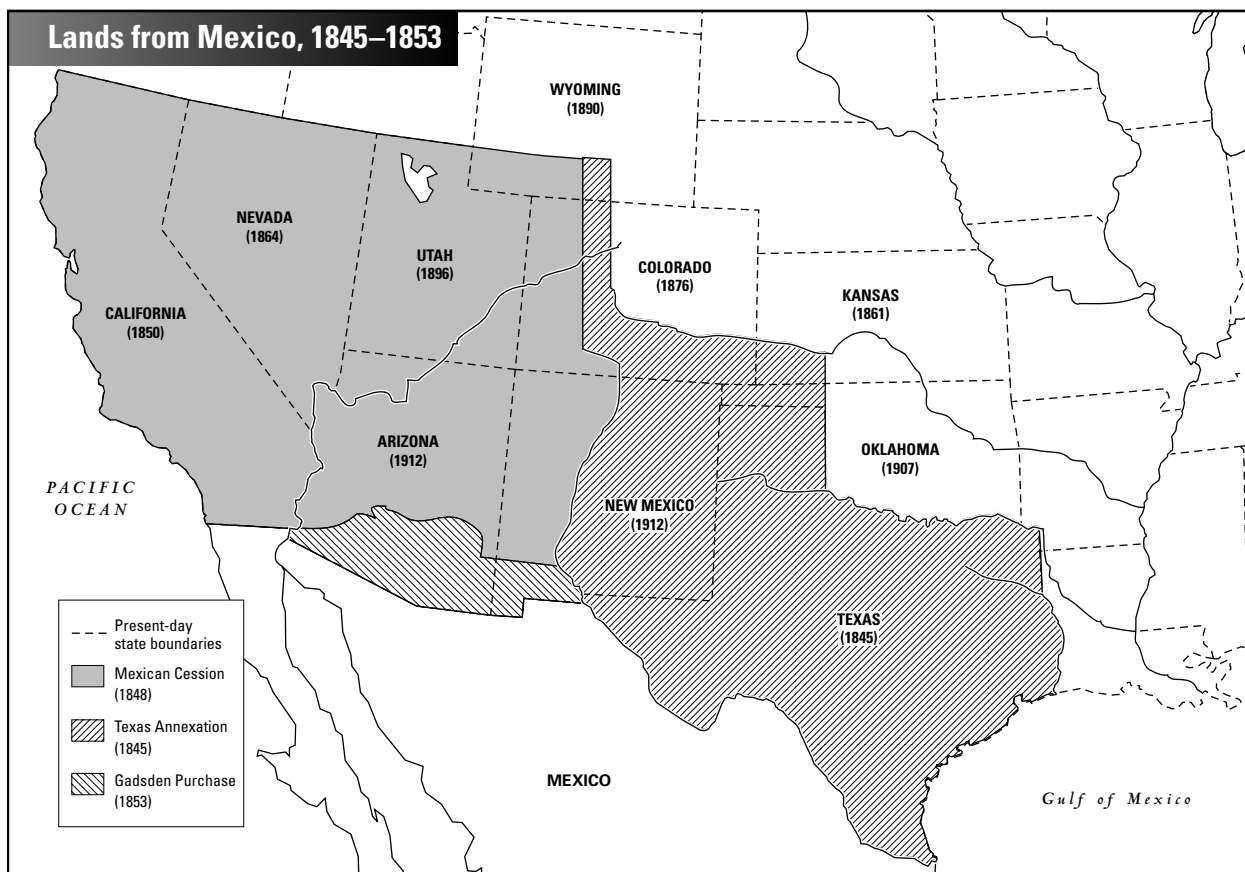 Lands from Mexico, 1845–1853
WYOMING
(1890)
NEVADA
(1864)
UTAH
(1896)
COLORADO
(1876)
KANSAS
(1861)
CALIFORNIA
(1850)
ARIZONA
(1912)
OKLAHOMA
(1907)
NEW MEXICO
(1912)
TEXAS
(1845)
PACIFIC
OCEAN
MEXICO
Gulf of Mexico
Present-day
state boundaries
Mexican Cession
(1848)
Texas Annexation
(1845)
Gadsden Purchase
(1853)